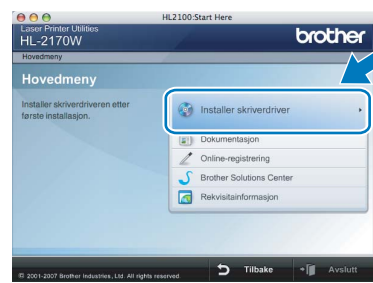 HL2100:Start Here
Laser Printer Utilities
HL-2170W
brother
Hovedmeny
Hovedmeny
Installer skriverdriveren etter
første installasjon.
Installer skriverdriver
Dokumentasjon
Online-registrering
Brother Solutions Center
Rekvisitainformasjon
© 2001-2007 Brother Industries, Ltd. All rights reserved
Tilbake
Avslutt